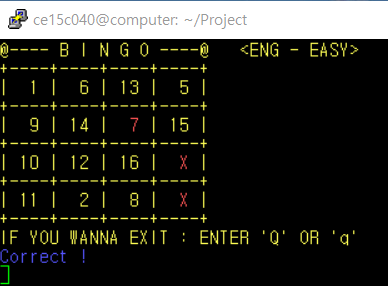 ce15c040@computer: ~/Project
@---- B I N G O ----@ <ENG - EASY>
+----+----+----+----+
| 1 | 6 | 13 | 5 |
+----+----+----+----+
| 9 | 14 | 7 | 15 |
+----+----+----+----+
| 10 | 12 | 16 | X |
+----+----+----+----+
| 11 | 2 | 8 | X |
+----+----+----+----+
IF YOU WANNA EXIT : ENTER 'Q' OR 'q'
Correct !